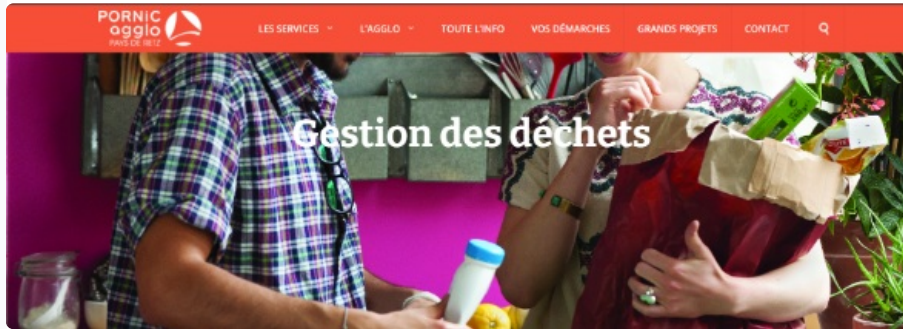 PORNIC
agglo
PAYS DE RETZ
LES SERVICES
L'AGGLO
TOUTE L'INFO
VOS DÉMARCHES
GRANDS PROJETS
CONTACT
Gestion des déchets